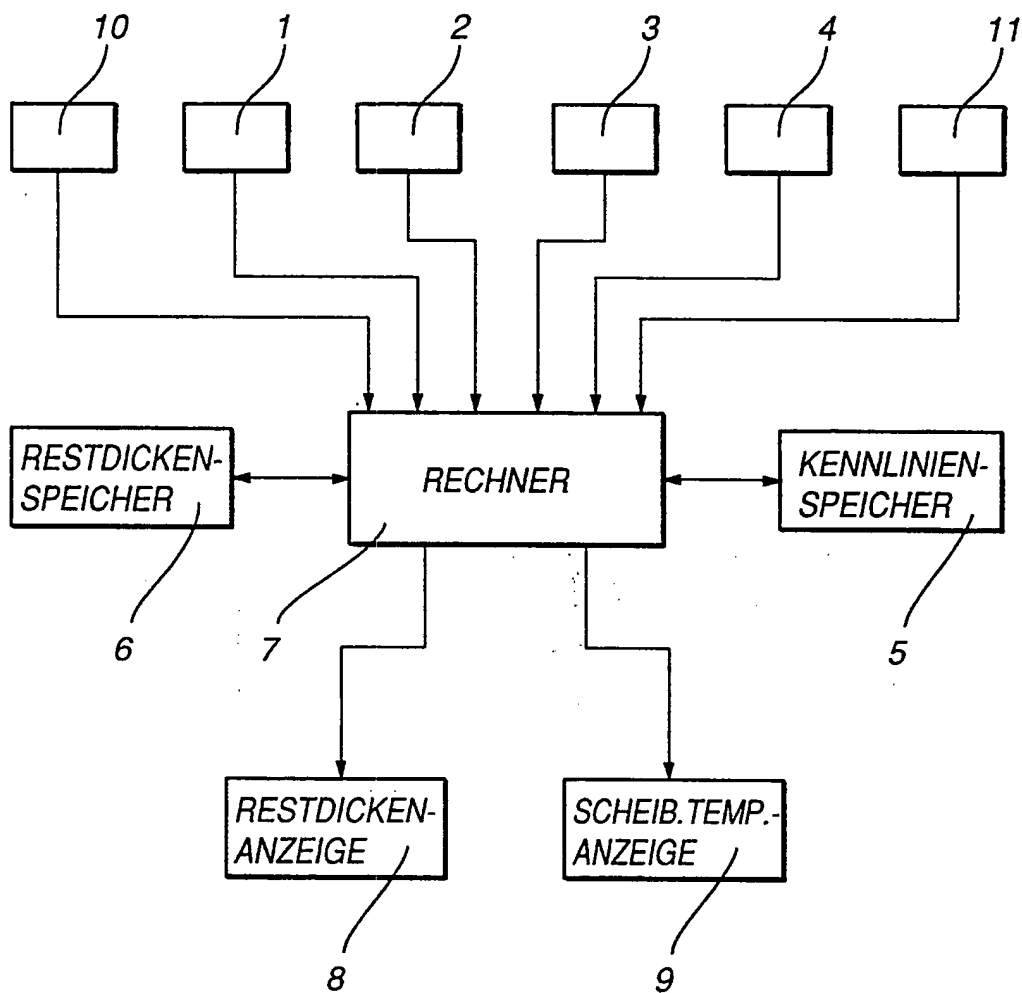 10 1 2 3 4 11
RESTDICKEN-
SPEICHER
RECHNER
KENNLINIEN-
SPEICHER
6 7 5
RESTDICKEN-
ANZEIGE
SCHEIB.TEMP.-
ANZEIGE
8 9